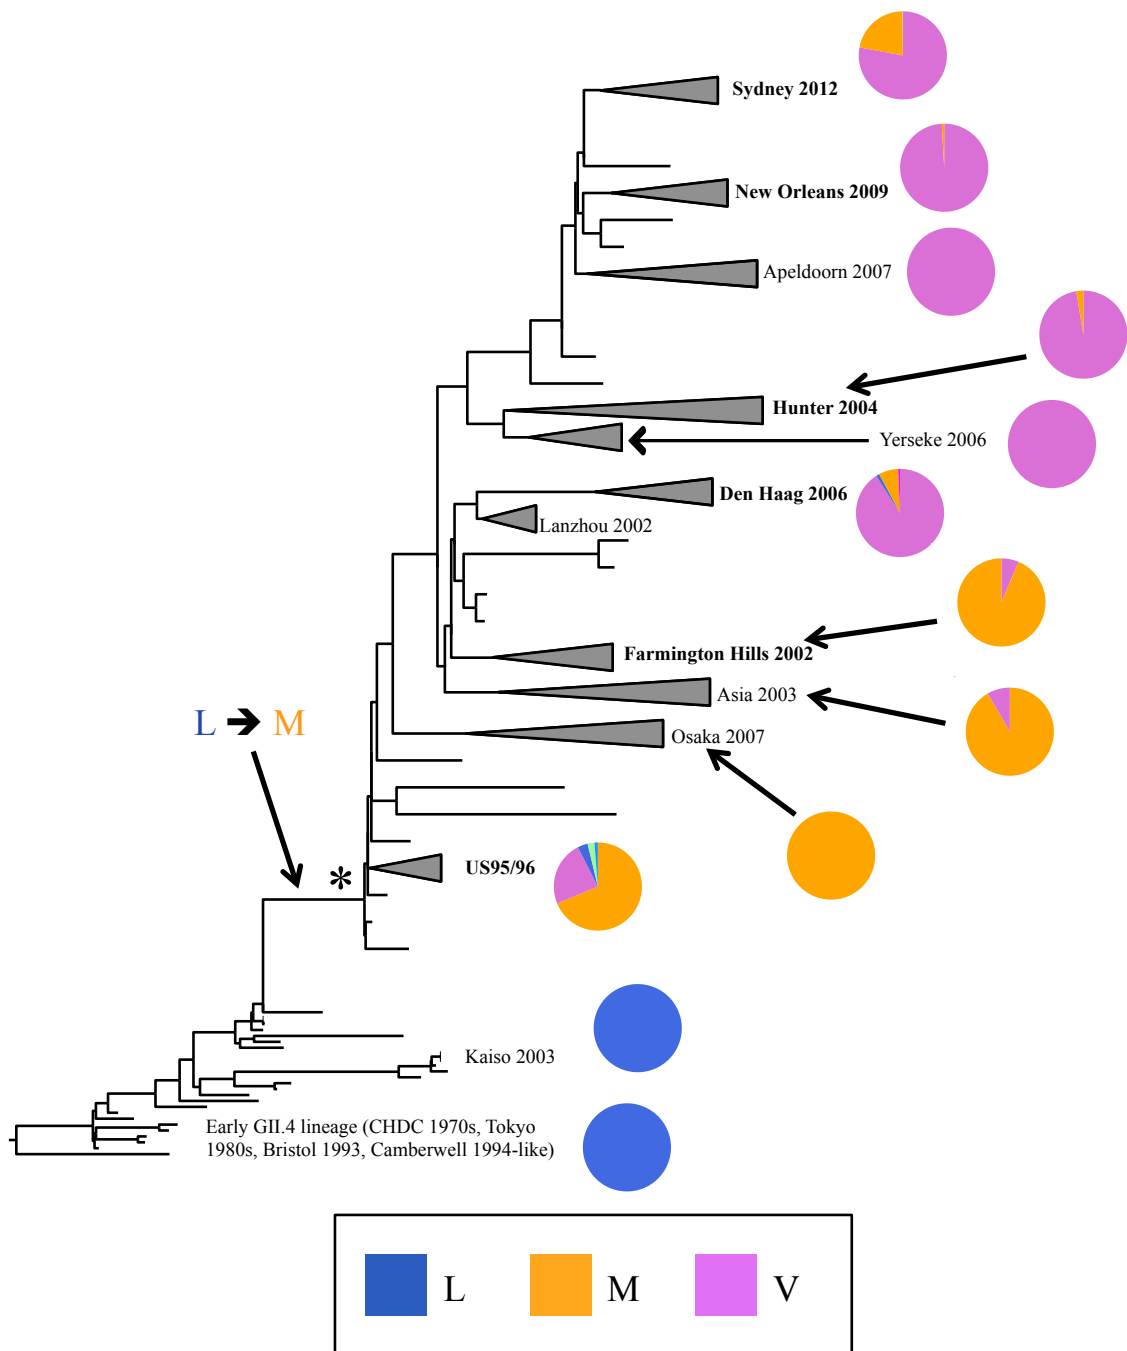 Sydney 2012
New Orleans 2009
Apeldoorn 2007
Hunter 2004
Yerseke 2006
Den Haag 2006
Lanzhou 2002
Farmington Hills 2002
Asia 2003
L → M
Osaka 2007
US95/96
*
Kaiso 2003
Early GII.4 lineage (CHDC 1970s, Tokyo
1980s, Bristol 1993, Camberwell 1994-like)
L M V